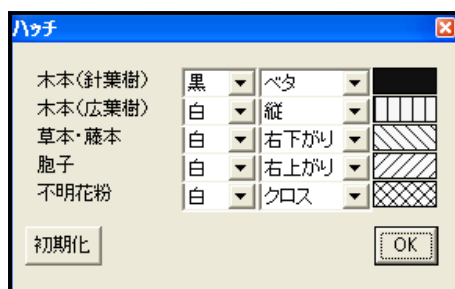 ハッチ
木本(針葉樹) 黒 ベタ
木本(広葉樹) 白 縦
草本・藤本 白 右下がり
胞子 白 右上がり
不明花粉 白 クロス
初期化 OK